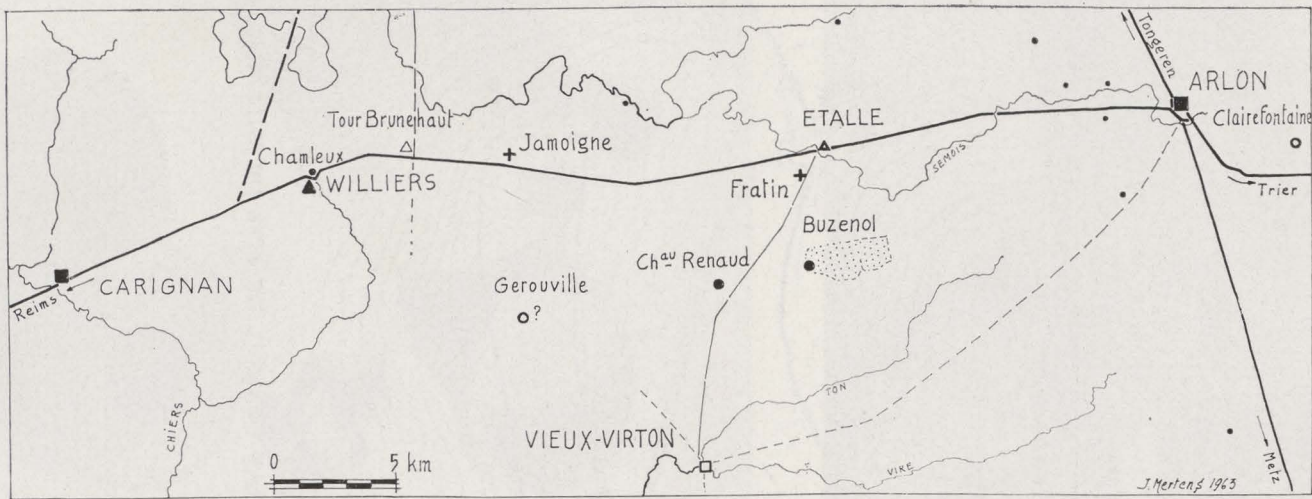 Tongeren
ARLON
Clairefontaine
Tour Brunehaut
ETALLE
Jamoigne
Chamleux
WILLIERS
SEMOIS
Fratin
Trier
Buzenol
Chau Renaud
CARIGNAN
Reims
Gerouville
?
TON
CHIERS
VIEUX-VIRTON
VIRE
Metz
0 5 km
J. Mertens 1963